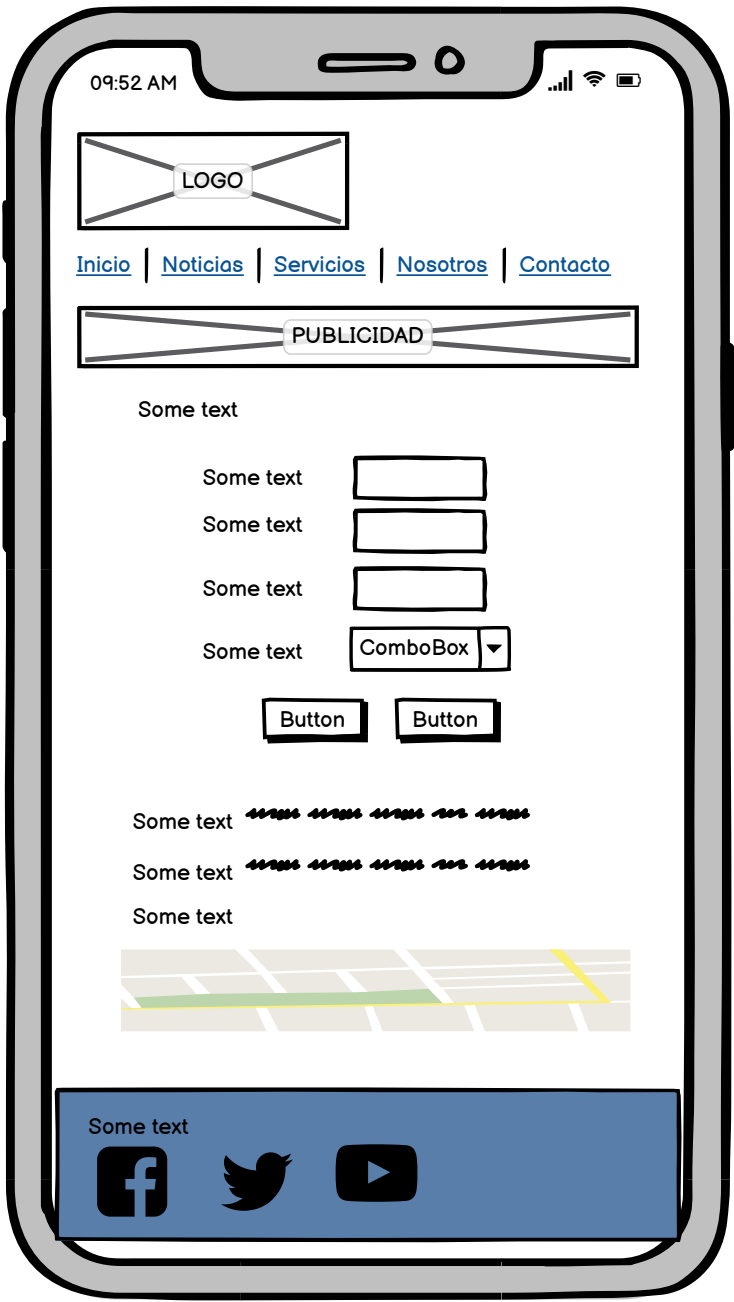 09:52 AM
LOGO
Inicio Noticias Servicios Nosotros Contacto
PUBLICIDAD
Some text
Some text
Some text
Some text
Some text ComboBox
Button Button
Some text
Some text
Some text
Some text